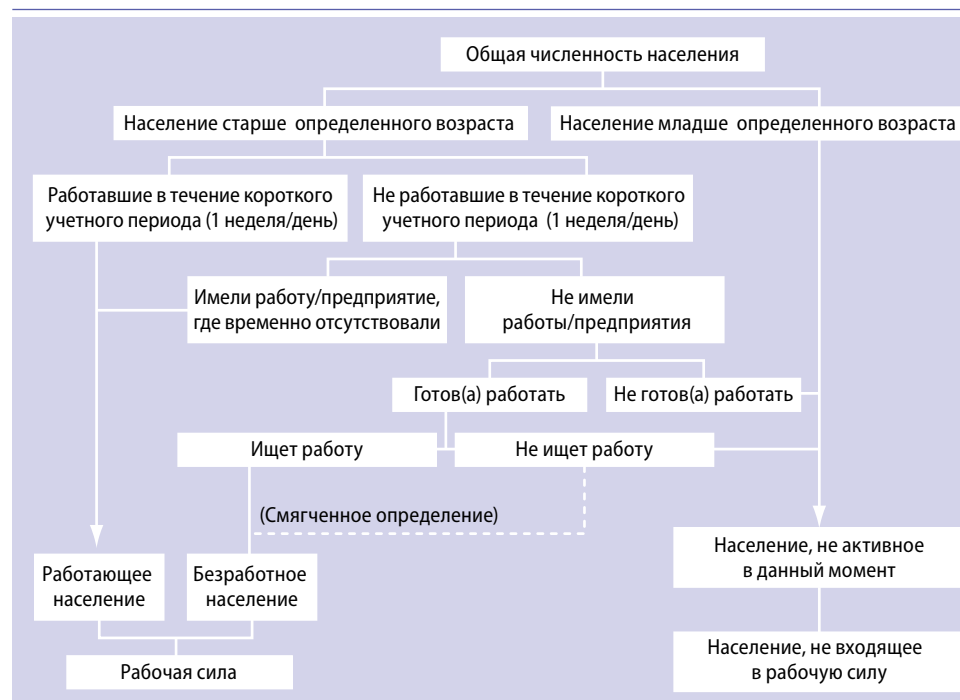 Общая численность населения
Население старше определенного возраста
Население младше определенного возраста
Работавшие в течение короткого
учетного периода (1 неделя/день)
Не работавшие в течение короткого
учетного периода (1 неделя/день)
Имели работу/предприятие,
где временно отсутствовали
Не имели
работы/предприятия
Готов(а) работать
Не готов(а) работать
Ищет работу
Не ищет работу
(Смягченное определение)
Население, не активное
в данный момент
Работающее
население
Безработное
население
Рабочая сила
Население, не входящее
в рабочую силу